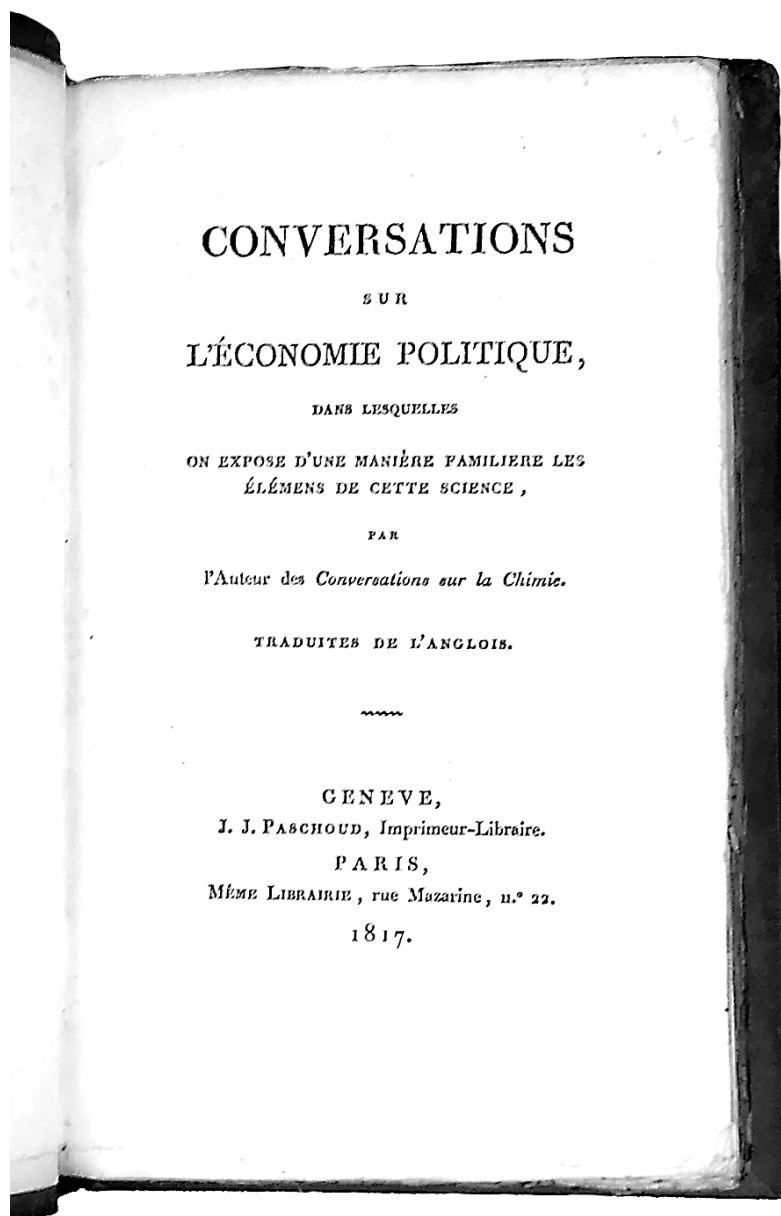 CONVERSATIONS
SUR
L'ÉCONOMIE POLITIQUE,
DANS LESQUELLES
ON EXPOSE D'UNE MANIÈRE FAMILIERE LES
ÉLÉMENS DE CETTE SCIENCE ,
PAR
l'Auteur des Conversations sur la Chimie.
TRADUITES DE L'ANGLOIS.
GENEVE,
J. J. PASCHOUD, Imprimeur-Libraire.
PARIS,
MÊME LIBRAIRIE , rue Mazarine, n.º 22.
1817.